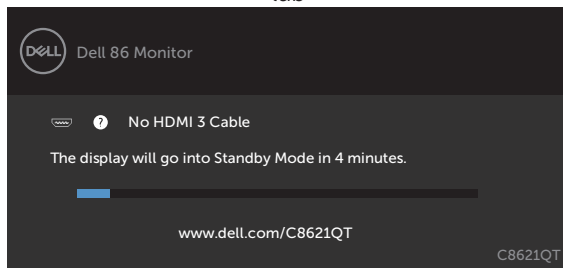 DELL
Dell 86 Monitor
? No HDMI 3 Cable
The display will go into Standby Mode in 4 minutes.
www.dell.com/C8621QT
C8621QT